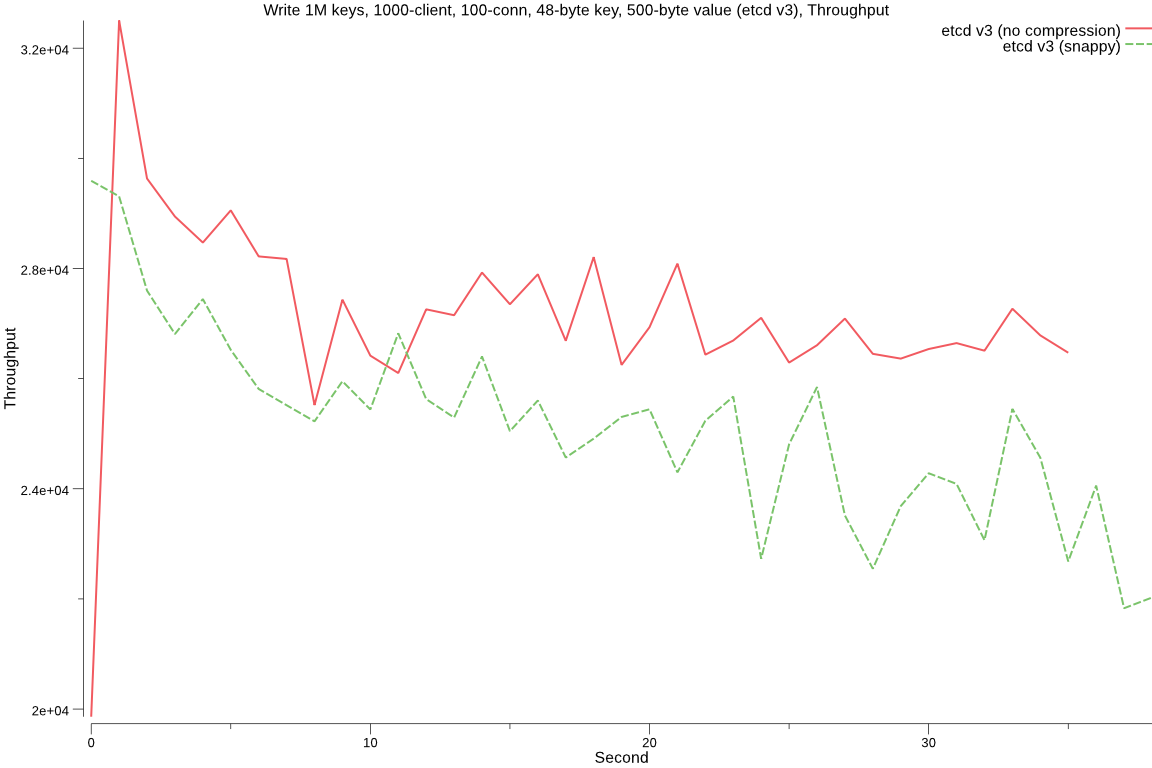 Write 1M keys, 1000-client, 100-conn, 48-byte key, 500-byte value (etcd v3), Throughput
etcd v3 (no compression)
etcd v3 (snappy)
3.2e+04
2.8e+04
2.4e+04
2e+04
Throughput
0 10 20 30
Second